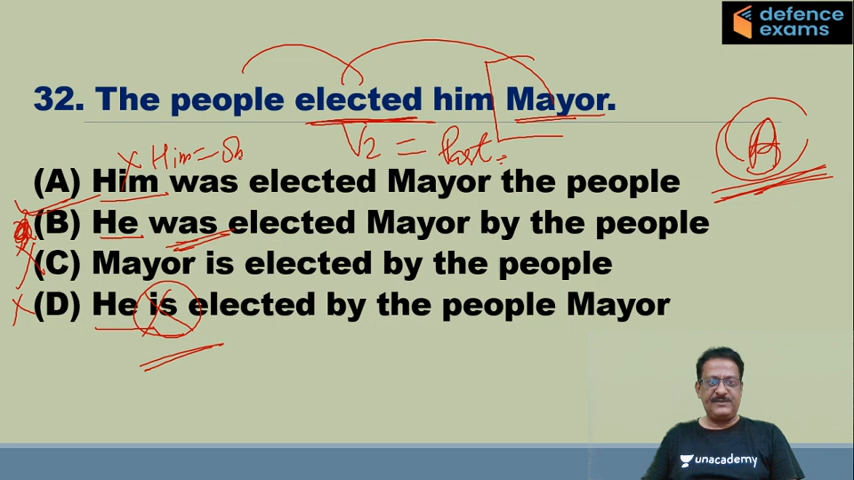 defence
exams
32. The people elected him Mayor.
V2 = Past.
x Him = Sub
A
(A) Him was elected Mayor the people
(B) He was elected Mayor by the people
(C) Mayor is elected by the people
(D) He is elected by the people Mayor
unacademy